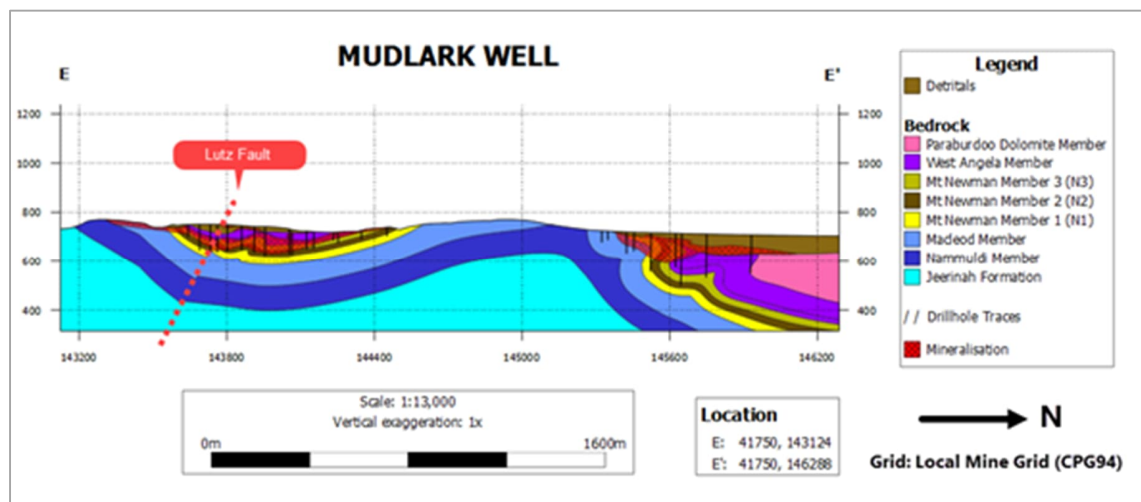 MUDLARK WELL
E
E'
Lutz Fault
1200
1000
800
600
400
1200
1000
800
600
400
143200
143800
144400
145000
145600
146200
Legend
Detritals
Bedrock
Paraburdoo Dolomite Member
West Angela Member
Mt Newman Member 3 (N3)
Mt Newman Member 2 (N2)
Mt Newman Member 1 (N1)
Macleod Member
Nammuldi Member
Jeerinah Formation
// Drillhole Traces
Mineralisation
Scale: 1:13,000
Vertical exaggeration: 1x
0m 1600m
Location
E: 41750, 143124
E': 41750, 146288
N
Grid: Local Mine Grid (CPG94)